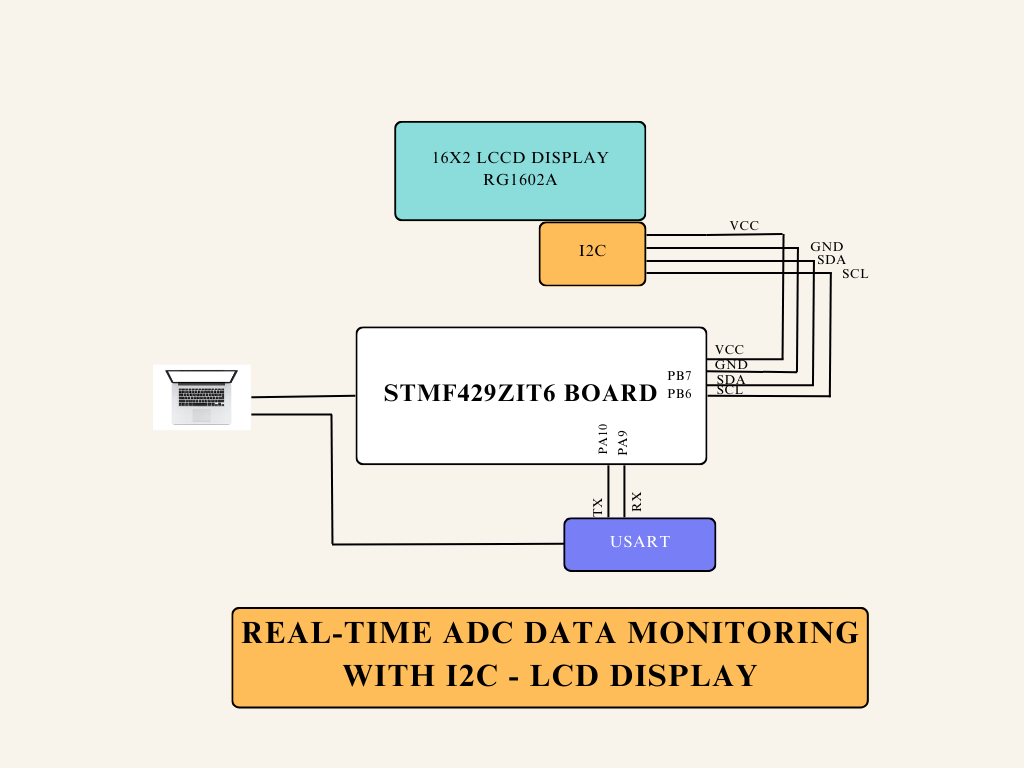 16X2 LCCD DISPLAY
RG1602A
I2C
VCC
GND
SDA
SCL
STMF429ZIT6 BOARD
PB7
PB6
VCC
GND
SDA
SCL
PA10
PA9
TX
RX
USART
REAL-TIME ADC DATA MONITORING
WITH I2C - LCD DISPLAY